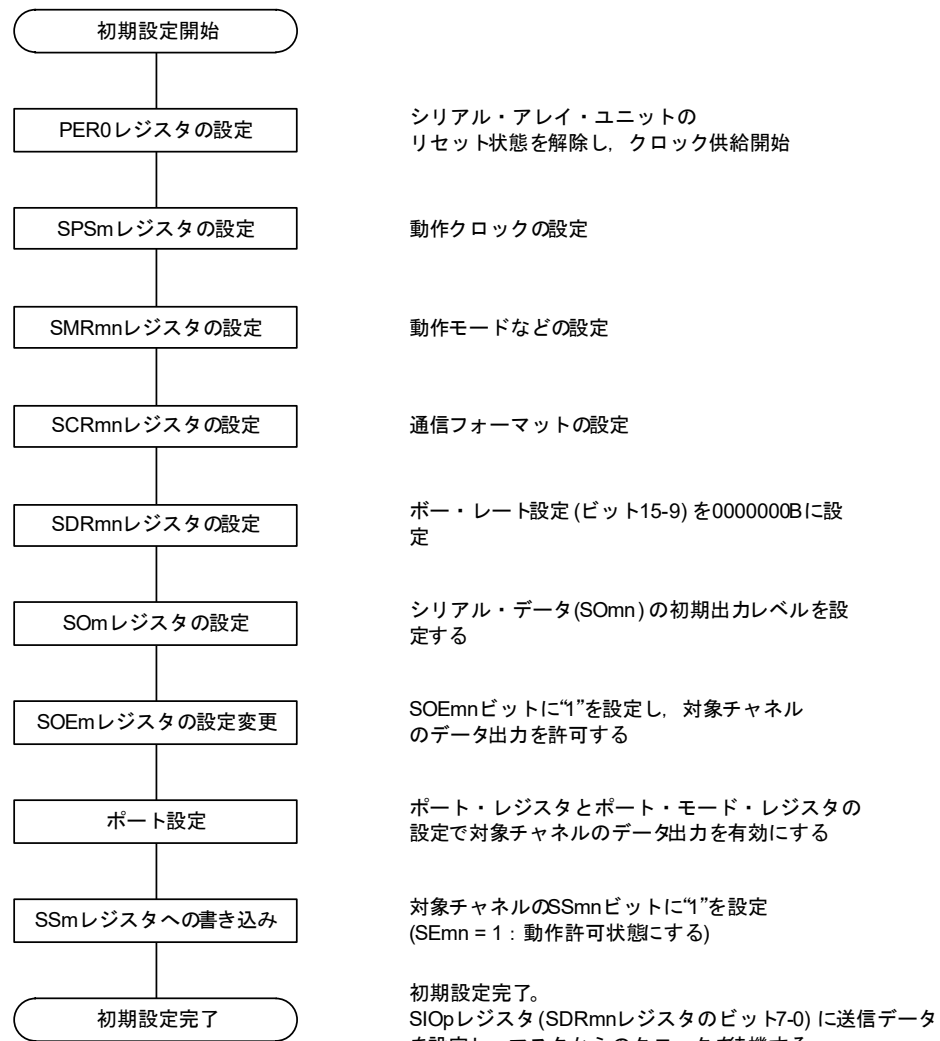 初期設定開始
PER0レジスタの設定
シリアル・アレイ・ユニットの
リセット状態を解除し，クロック供給開始
SPSmレジスタの設定
動作クロックの設定
SMRmnレジスタの設定
動作モードなどの設定
SCRmnレジスタの設定
通信フォーマットの設定
SDRmnレジスタの設定
ボー・レート設定 (ビット15-9) を0000000Bに設
定
SOmレジスタの設定
シリアル・データ(SOmn) の初期出力レベルを設
定する
SOEmレジスタの設定変更
SOEmnビットに“1”を設定し，対象チャネル
のデータ出力を許可する
ポート設定
ポート・レジスタとポート・モード・レジスタの
設定で対象チャネルのデータ出力を有効にする
SSmレジスタへの書き込み
対象チャネルのSSmnビットに“1”を設定
(SEmn = 1：動作許可状態にする)
初期設定完了
初期設定完了。
SIOpレジスタ(SDRmnレジスタのビット7-0) に送信データ